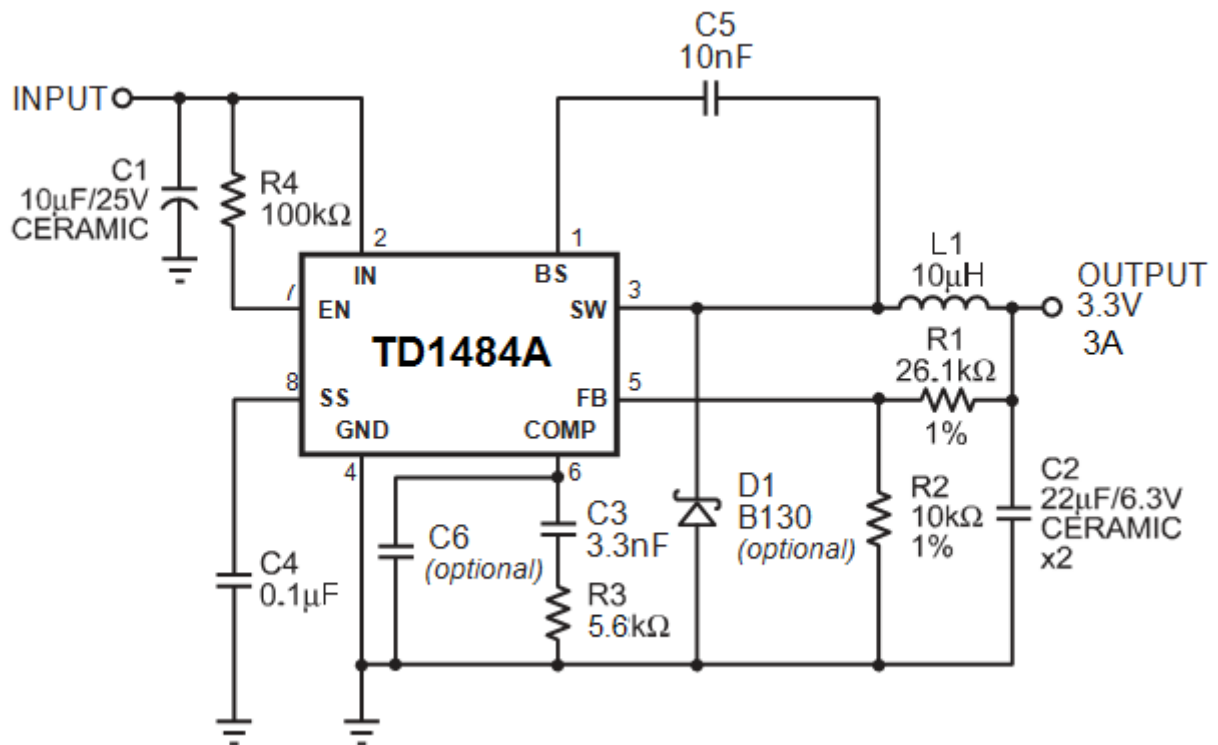 C5
10nF
INPUT
C1
10µF/25V
CERAMIC
R4
100kΩ
2
1
IN
BS
L1
10µH
OUTPUT
3.3V
3A
7
EN
SW
3
TD1484A
R1
26.1kΩ
1%
8
SS
FB
5
GND
COMP
4
6
C4
0.1µF
C6
(optional)
C3
3.3nF
R3
5.6kΩ
D1
B130
(optional)
R2
10kΩ
1%
C2
22µF/6.3V
CERAMIC
x2